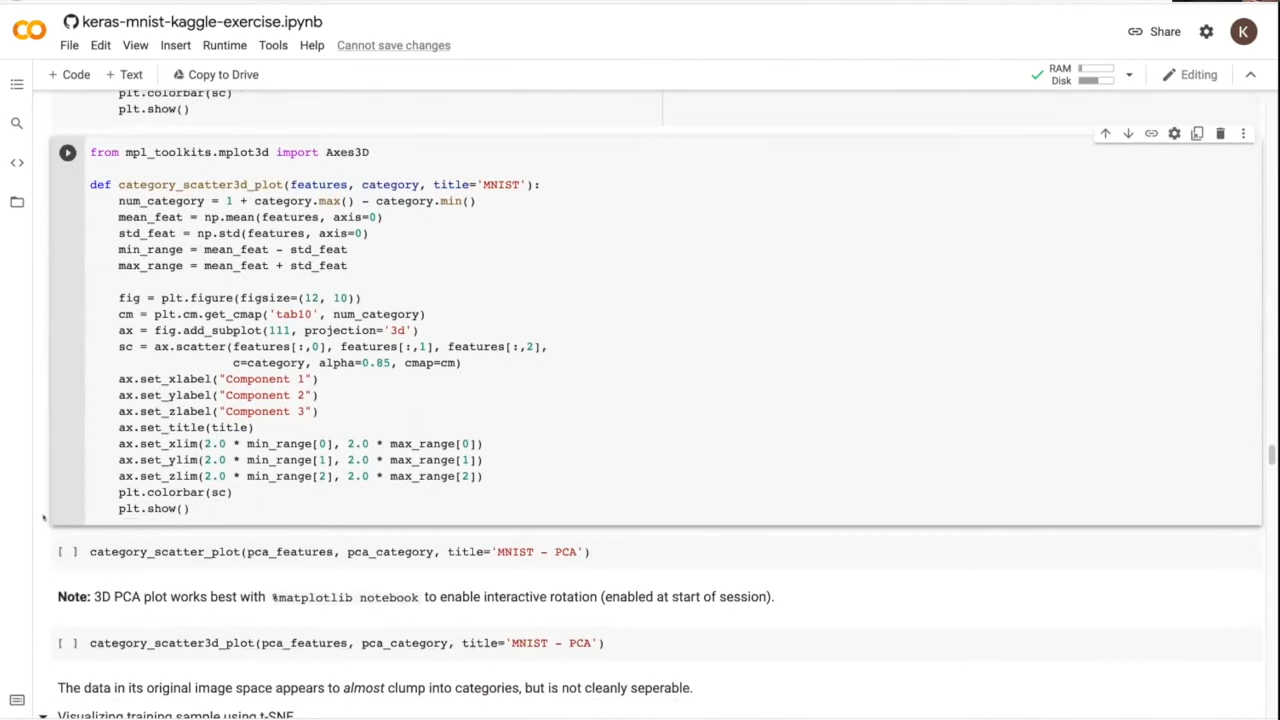 keras-mnist-kaggle-exercise.ipynb
Share
K
File Edit View Insert Runtime Tools Help Cannot save changes
+ Code + Text Copy to Drive
RAM
Disk
Editing
plt.colorbar(sc)
plt.show()
from mpl_toolkits.mplot3d import Axes3D
def category_scatter3d_plot(features, category, title='MNIST'):
num_category = 1 + category.max() - category.min()
mean_feat = np.mean(features, axis=0)
std_feat = np.std(features, axis=0)
min_range = mean_feat - std_feat
max_range = mean_feat + std_feat
fig = plt.figure(figsize=(12, 10))
cm = plt.cm.get_cmap('tab10', num_category)
ax = fig.add_subplot(111, projection='3d')
sc = ax.scatter(features[:,0], features[:,1], features[:,2],
c=category, alpha=0.85, cmap=cm)
ax.set_xlabel("Component 1")
ax.set_ylabel("Component 2")
ax.set_zlabel("Component 3")
ax.set_title(title)
ax.set_xlim(2.0 * min_range[0], 2.0 * max_range[0])
ax.set_ylim(2.0 * min_range[1], 2.0 * max_range[1])
ax.set_zlim(2.0 * min_range[2], 2.0 * max_range[2])
plt.colorbar(sc)
plt.show()
[ ] category_scatter_plot(pca_features, pca_category, title='MNIST - PCA')
Note: 3D PCA plot works best with %matplotlib notebook to enable interactive rotation (enabled at start of session).
[ ] category_scatter3d_plot(pca_features, pca_category, title='MNIST - PCA')
The data in its original image space appears to almost clump into categories, but is not cleanly seperable.
Visualizing training sample using t-SNE